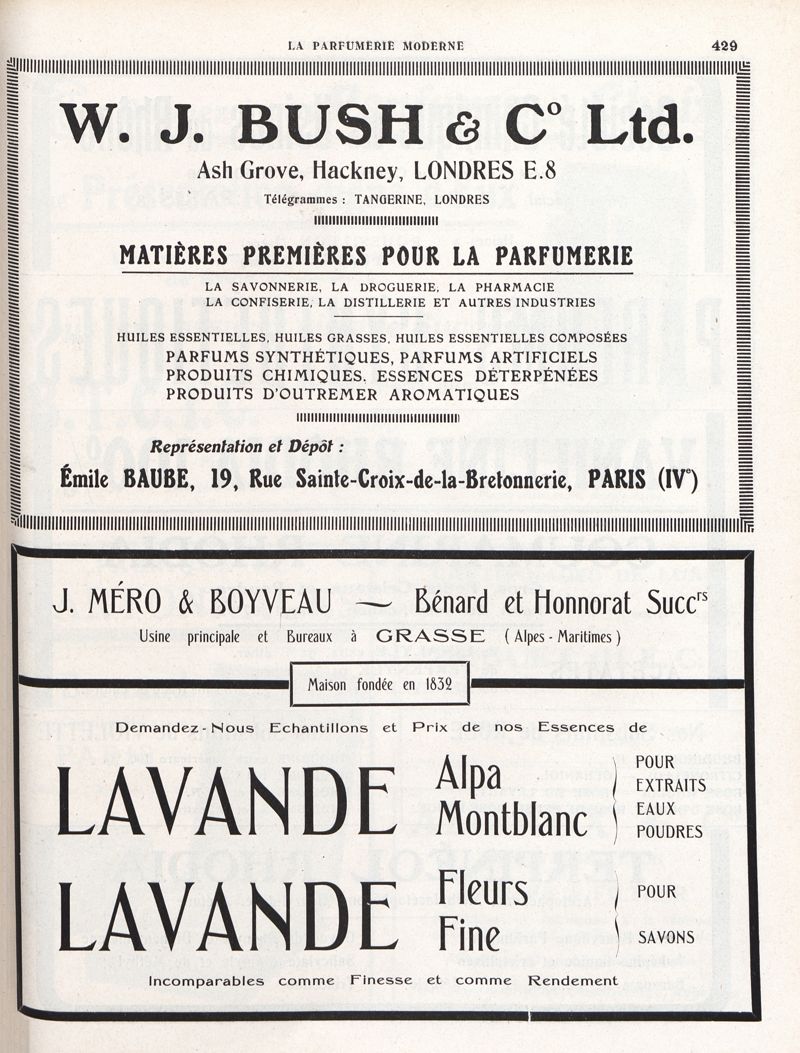 LA PARFUMERIE MODERNE 429
W. J. BUSH & Cº Ltd.
Ash Grove, Hackney, LONDRES E.8
Télégrammes : TANGERINE, LONDRES
MATIÈRES PREMIÈRES POUR LA PARFUMERIE
LA SAVONNERIE, LA DROGUERIE, LA PHARMACIE
LA CONFISERIE, LA DISTILLERIE ET AUTRES INDUSTRIES
HUILES ESSENTIELLES, HUILES GRASSES, HUILES ESSENTIELLES COMPOSÉES
PARFUMS SYNTHÉTIQUES, PARFUMS ARTIFICIELS
PRODUITS CHIMIQUES, ESSENCES DÉTERPÉNÉES
PRODUITS D'OUTREMER AROMATIQUES
Représentation et Dépôt :
Émile BAUBE, 19, Rue Sainte-Croix-de-la-Bretonnerie, PARIS (IVᵉ)
J. MÉRO & BOYVEAU — Bénard et Honnorat Succʳˢ
Usine principale et Bureaux à GRASSE (Alpes-Maritimes)
Maison fondée en 1832
Demandez-Nous Echantillons et Prix de nos Essences de
LAVANDE Alpa Montblanc
POUR
EXTRAITS
EAUX
POUDRES
LAVANDE Fleurs Fine
POUR
SAVONS
Incomparables comme Finesse et comme Rendement